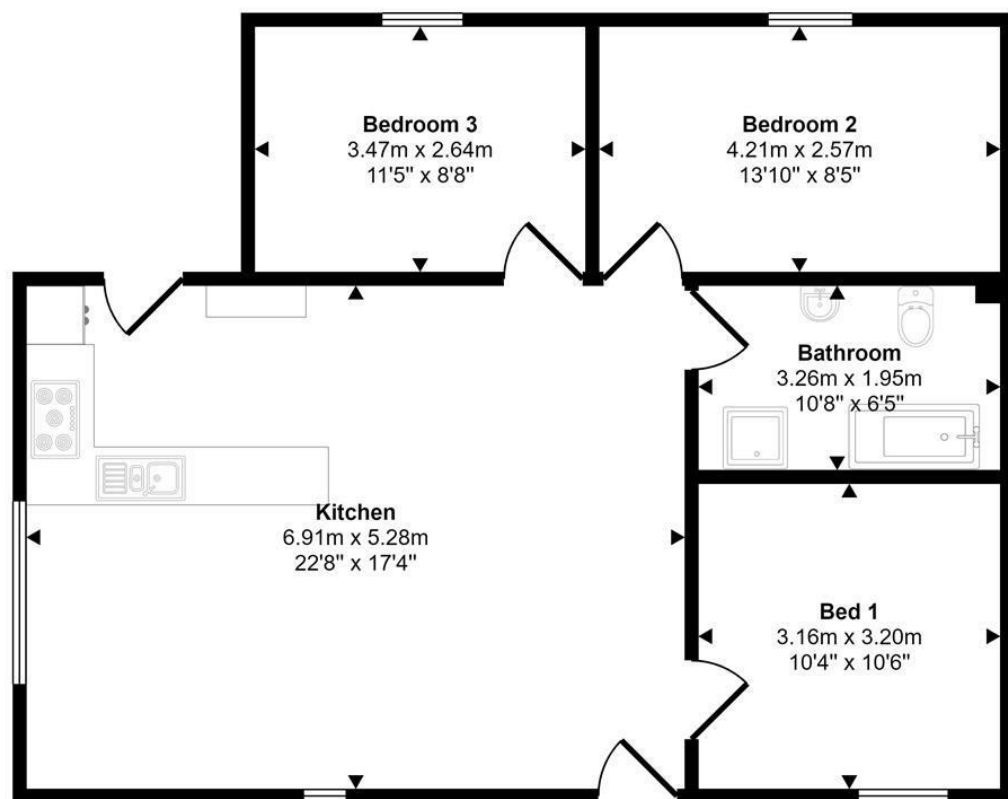 Bedroom 3
3.47m x 2.64m
11'5" x 8'8"
Bedroom 2
4.21m x 2.57m
13'10" x 8'5"
Bathroom
3.26m x 1.95m
10'8" x 6'5"
Kitchen
6.91m x 5.28m
22'8" x 17'4"
Bed 1
3.16m x 3.20m
10'4" x 10'6"